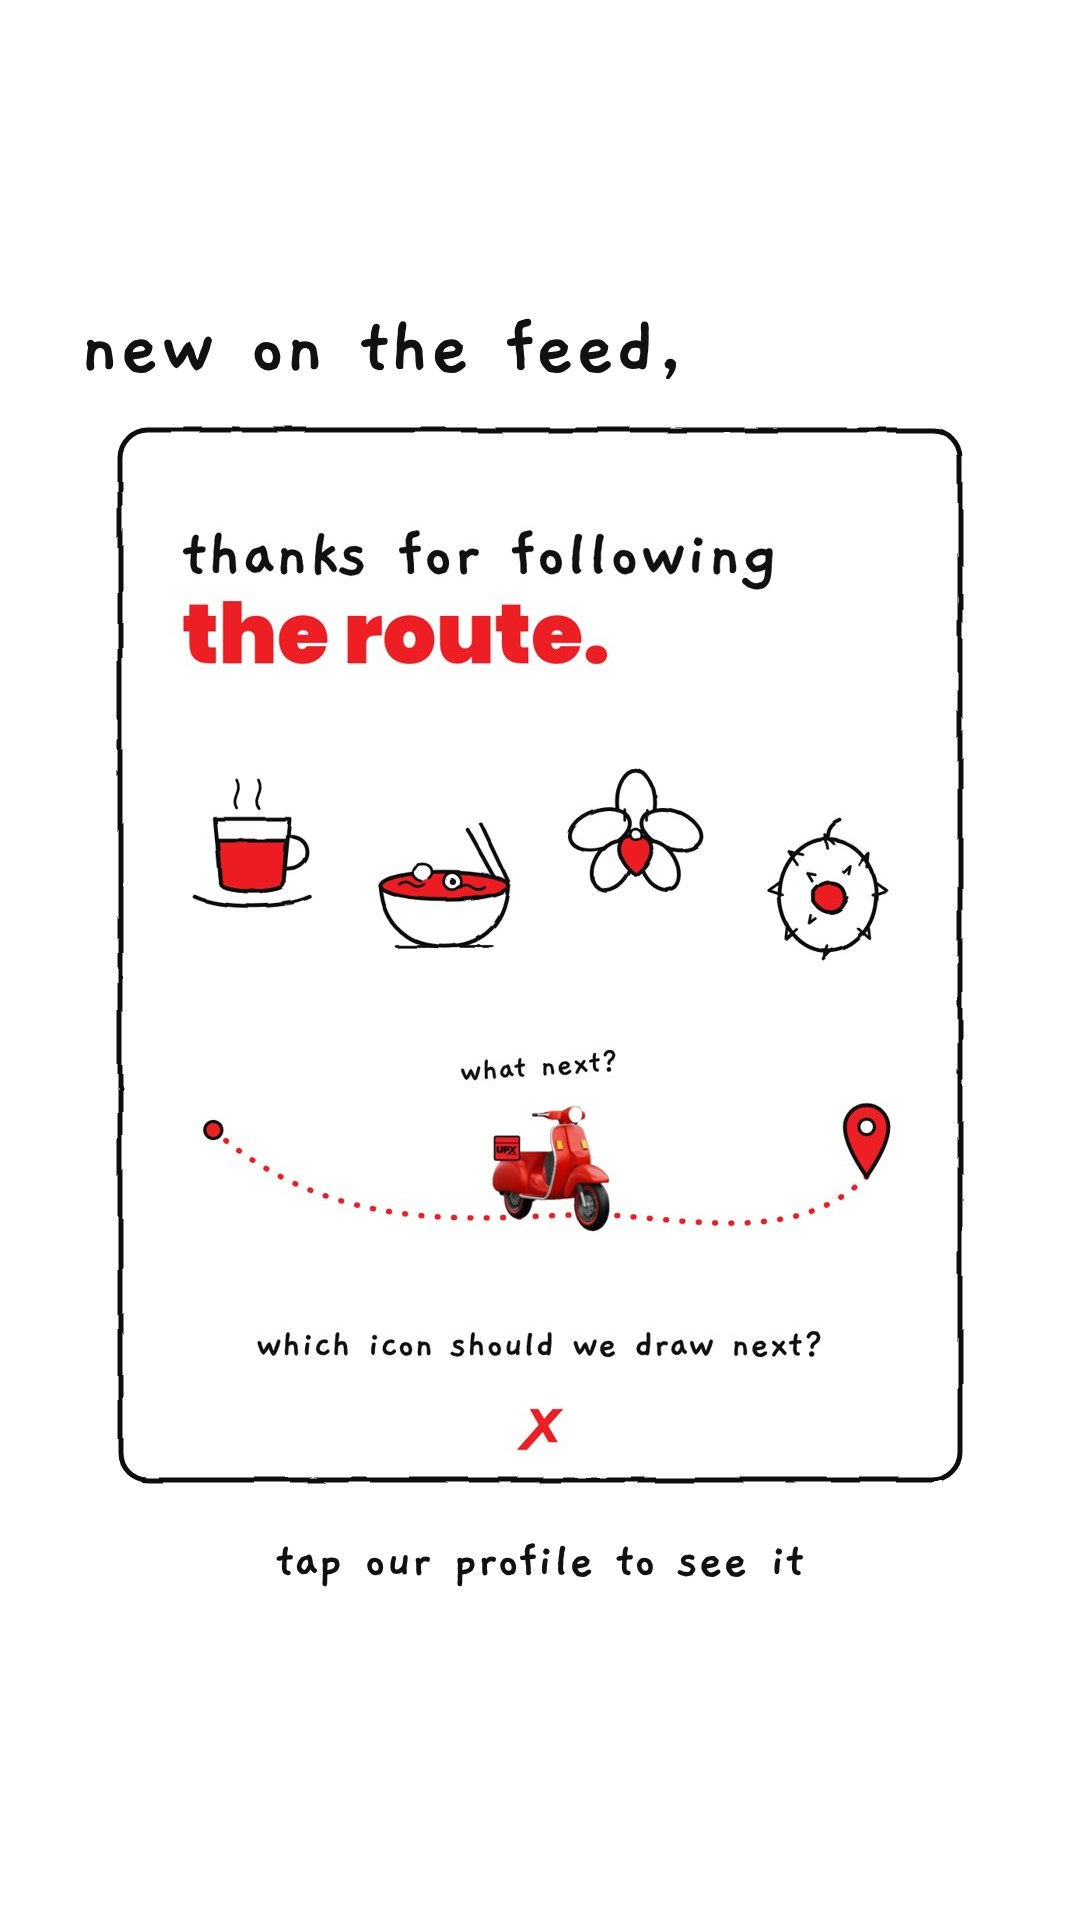 new on the feed,
thanks for following
the route.
what next?
UPX
which icon should we draw next?
X
tap our profile to see it